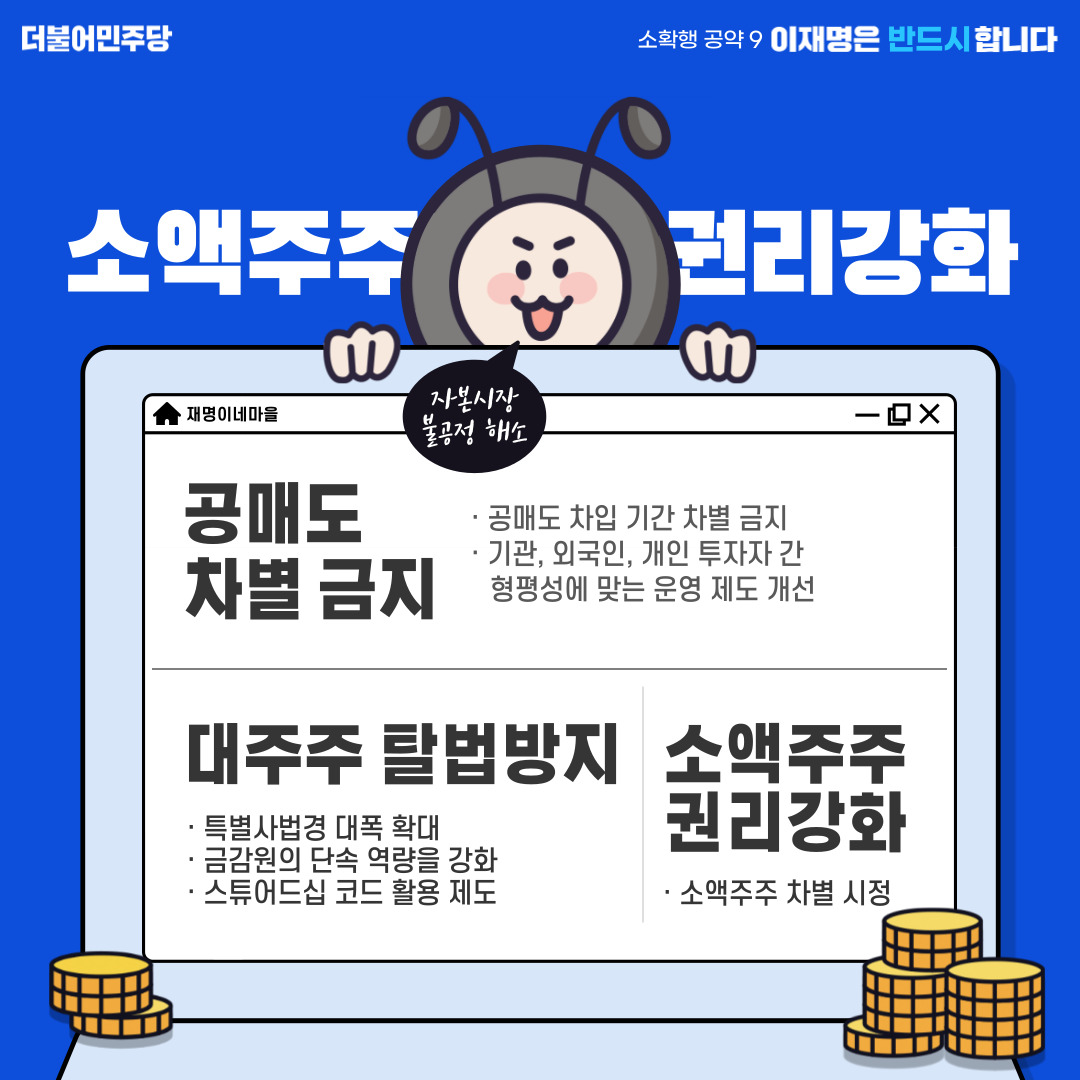 더불어민주당
소확행 공약 9 이재명은 반드시 합니다
소액주주 권리강화
재명이네마을
자본시장
불공정 해소
공매도
차별 금지
· 공매도 차입 기간 차별 금지
· 기관, 외국인, 개인 투자자 간
형평성에 맞는 운영 제도 개선
대주주 탈법방지
· 특별사법경 대폭 확대
· 금감원의 단속 역량을 강화
· 스튜어드십 코드 활용 제도
소액주주
권리강화
· 소액주주 차별 시정